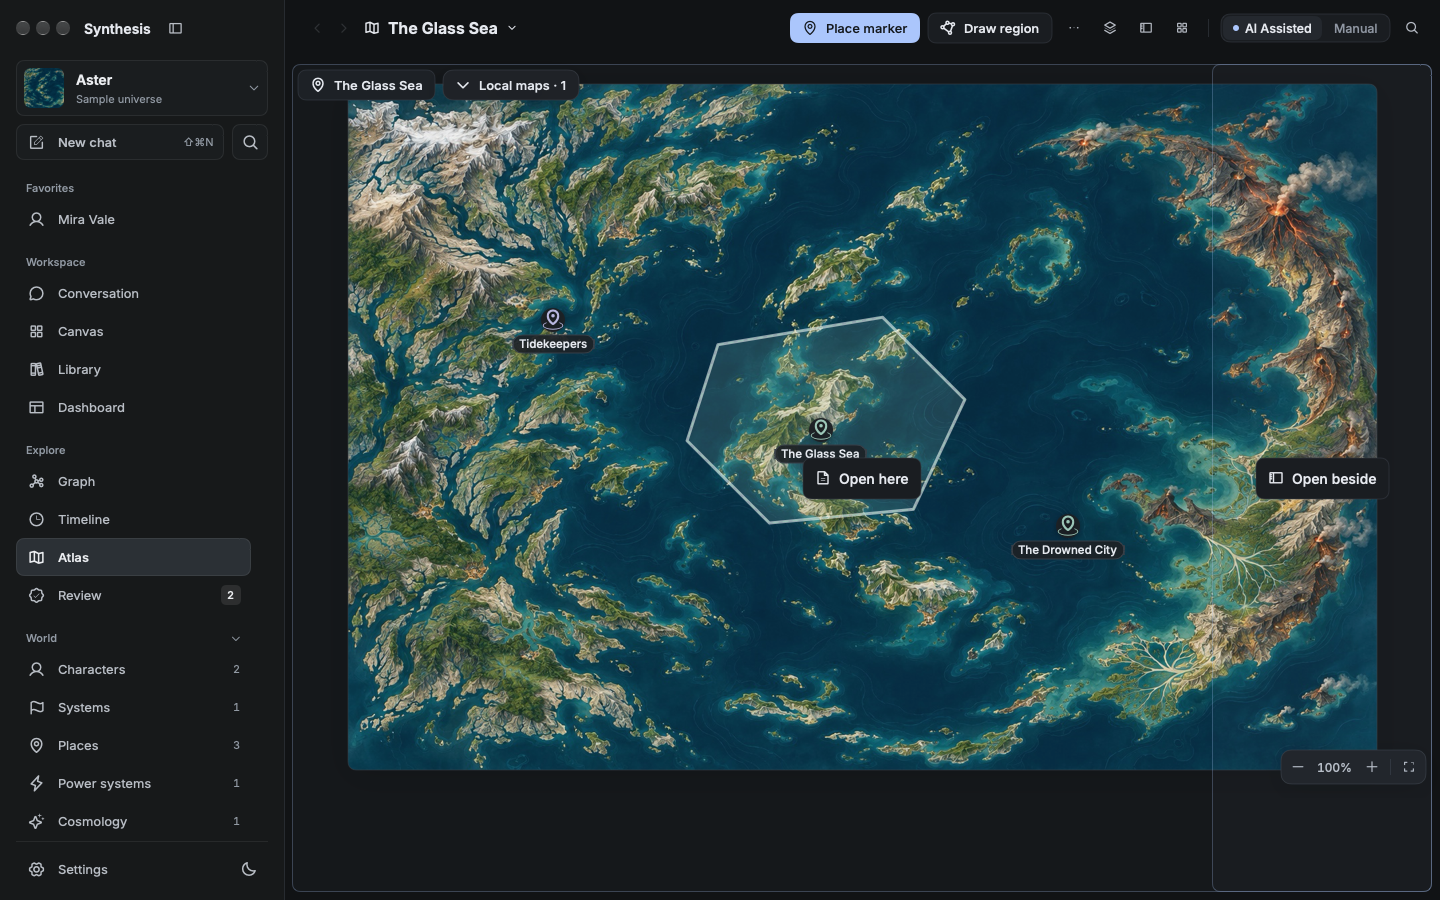 Synthesis
Aster
Sample universe
New chat
⇧⌘N
Favorites
Mira Vale
Workspace
Conversation
Canvas
Library
Dashboard
Explore
Graph
Timeline
Atlas
Review
2
World
Characters
2
Systems
1
Places
3
Power systems
1
Cosmology
1
Settings
The Glass Sea
Place marker
Draw region
AI Assisted
Manual
The Glass Sea
Local maps · 1
Tidekeepers
The Glass Sea
Open here
Open beside
The Drowned City
100%